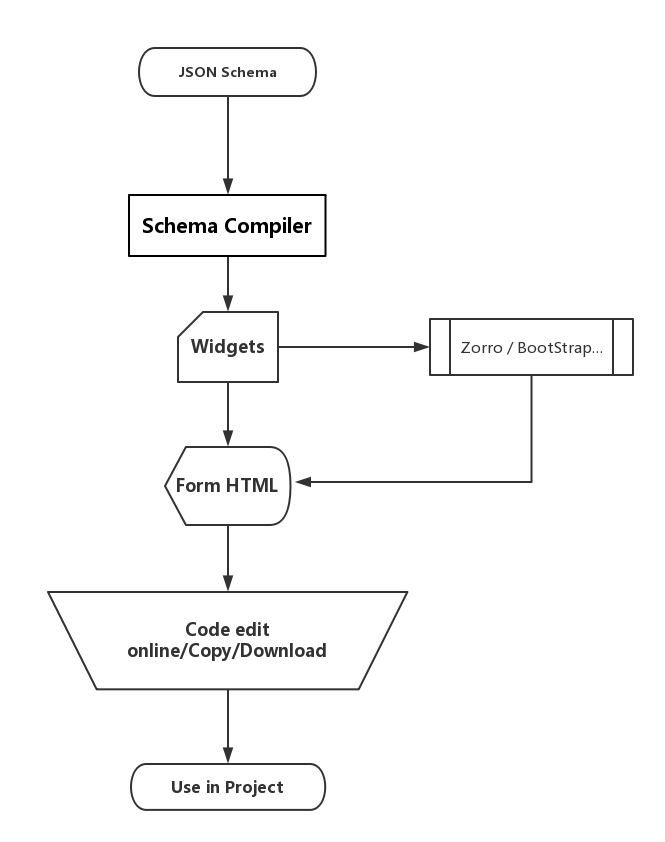 JSON Schema
Schema Compiler
Widgets
Zorro / BootStrap...
Form HTML
Code edit
online/Copy/Download
Use in Project